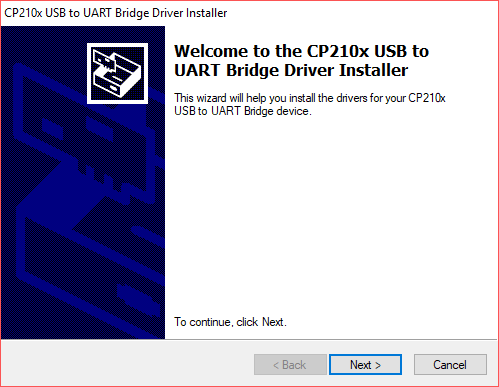 CP210x USB to UART Bridge Driver Installer
Welcome to the CP210x USB to
UART Bridge Driver Installer
This wizard will help you install the drivers for your CP210x
USB to UART Bridge device.
To continue, click Next.
< Back
Next >
Cancel